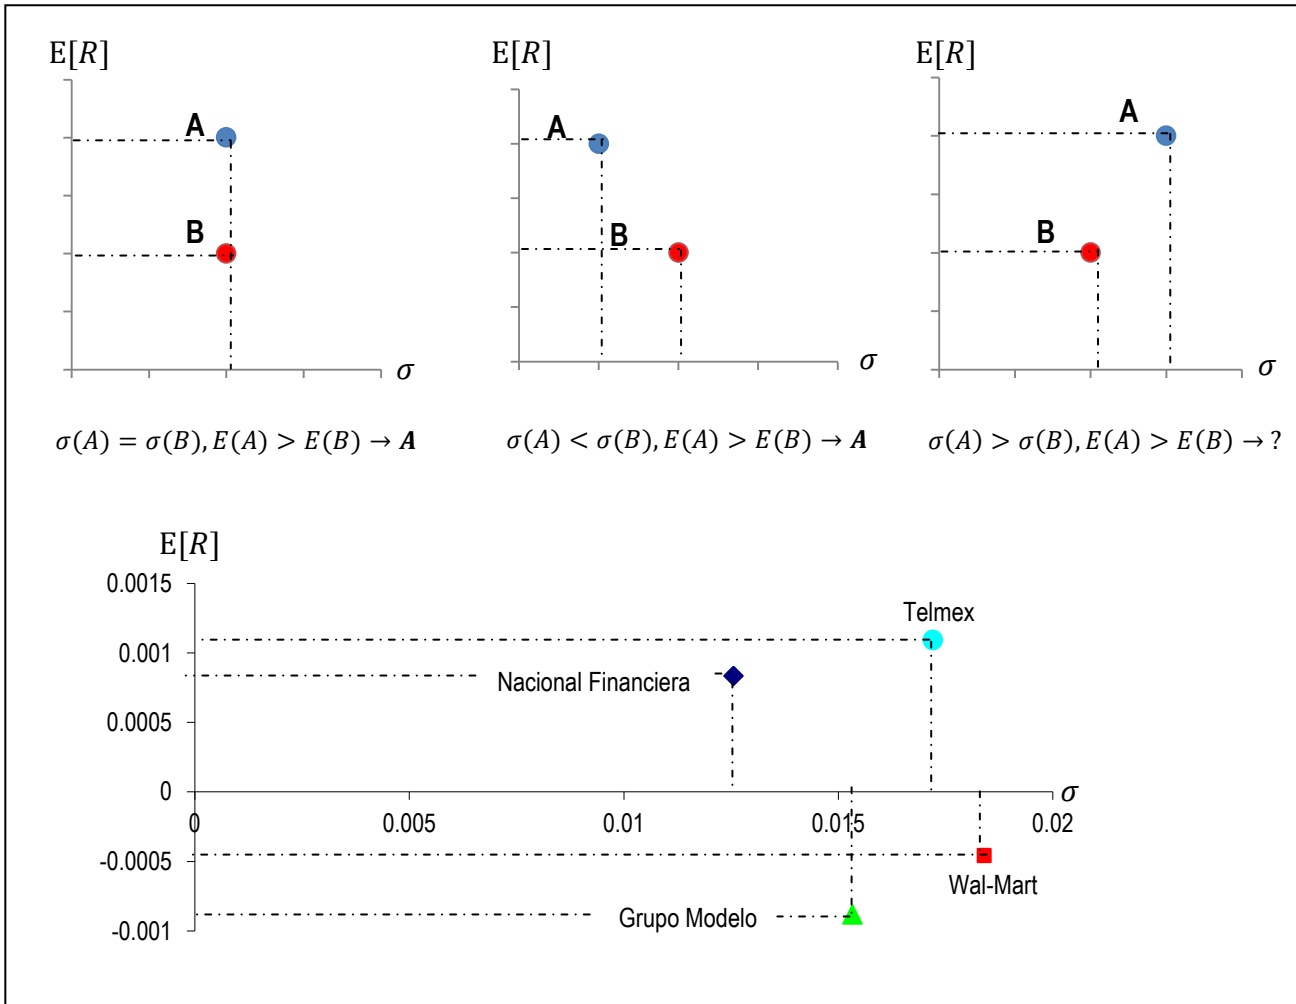 E[R]
A
B
σ
σ(A) = σ(B), E(A) > E(B) → A
E[R]
A
B
σ
σ(A) < σ(B), E(A) > E(B) → A
E[R]
A
B
σ
σ(A) > σ(B), E(A) > E(B) → ?
E[R]
0.0015
Telmex
0.001
Nacional Financiera
0.0005
0
σ
0 0.005 0.01 0.015 0.02
-0.0005
Wal-Mart
Grupo Modelo
-0.001